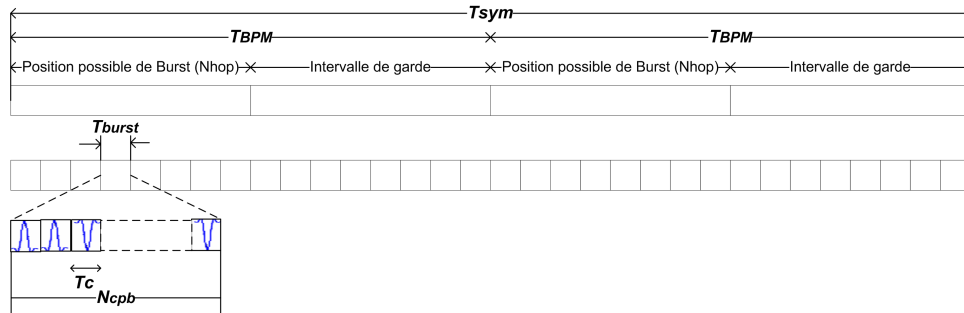 Tsym
TBPM TBPM
Position possible de Burst (Nhop) Intervalle de garde Position possible de Burst (Nhop) Intervalle de garde
Tburst
Tc
Ncpb